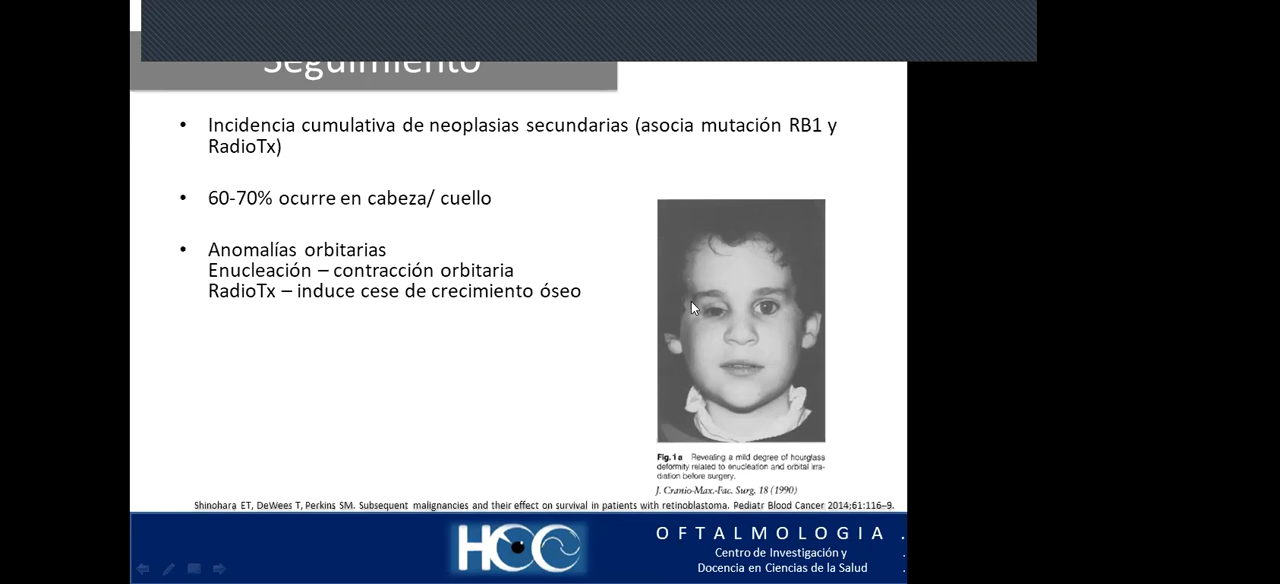 Seguimiento
• Incidencia cumulativa de neoplasias secundarias (asocia mutación RB1 y
RadioTx)
• 60-70% ocurre en cabeza/ cuello
• Anomalías orbitarias
Enucleación – contracción orbitaria
RadioTx – induce cese de crecimiento óseo
Fig. 1a Revealing a mild degree of hourglass
deformity related to enucleation and orbital irra-
diation before surgery.
J. Cranio-Max.-Fac. Surg. 18 (1990)
Shinohara ET, DeWees T, Perkins SM. Subsequent malignancies and their effect on survival in patients with retinoblastoma. Pediatr Blood Cancer 2014;61:116–9.
HCC
OFTALMOLOGIA .
Centro de Investigación y .
Docencia en Ciencias de la Salud .